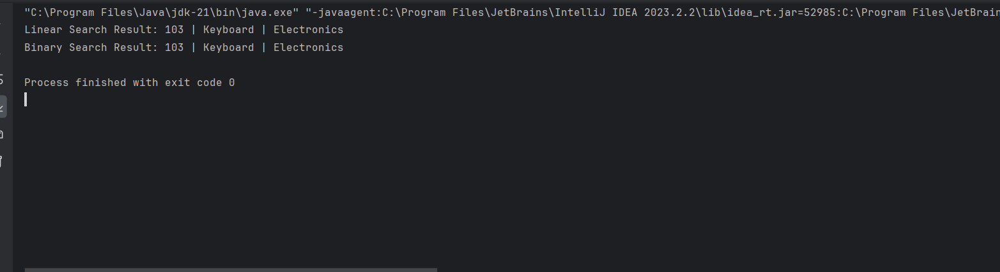 "C:\Program Files\Java\jdk-21\bin\java.exe" "-javaagent:C:\Program Files\JetBrains\IntelliJ IDEA 2023.2.2\lib\idea_rt.jar=52985:C:\Program Files\JetBrain
Linear Search Result: 103 | Keyboard | Electronics
Binary Search Result: 103 | Keyboard | Electronics
Process finished with exit code 0